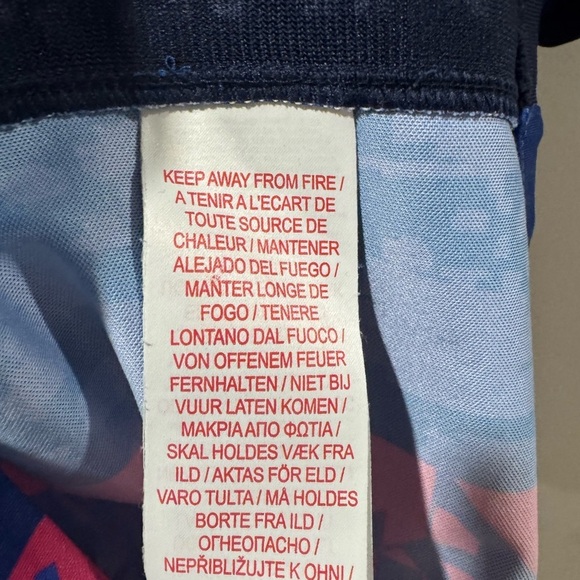 KEEP AWAY FROM FIRE /
A TENIR A L'ECART DE
TOUTE SOURCE DE
CHALEUR / MANTENER
ALEJADO DEL FUEGO /
MANTER LONGE DE
FOGO / TENERE
LONTANO DAL FUOCO /
VON OFFENEM FEUER
FERNHALTEN / NIET BIJ
VUUR LATEN KOMEN /
ΜΑΚΡΙΑ ΑΠΟ ΦΩΤΙΑ /
SKAL HOLDES VÆK FRA
ILD / AKTAS FÖR ELD /
VARO TULTA / MÅ HOLDES
BORTE FRA ILD /
ОГНЕОПАСНО /
NEPŘIBLIŽUJTE K OHNI /